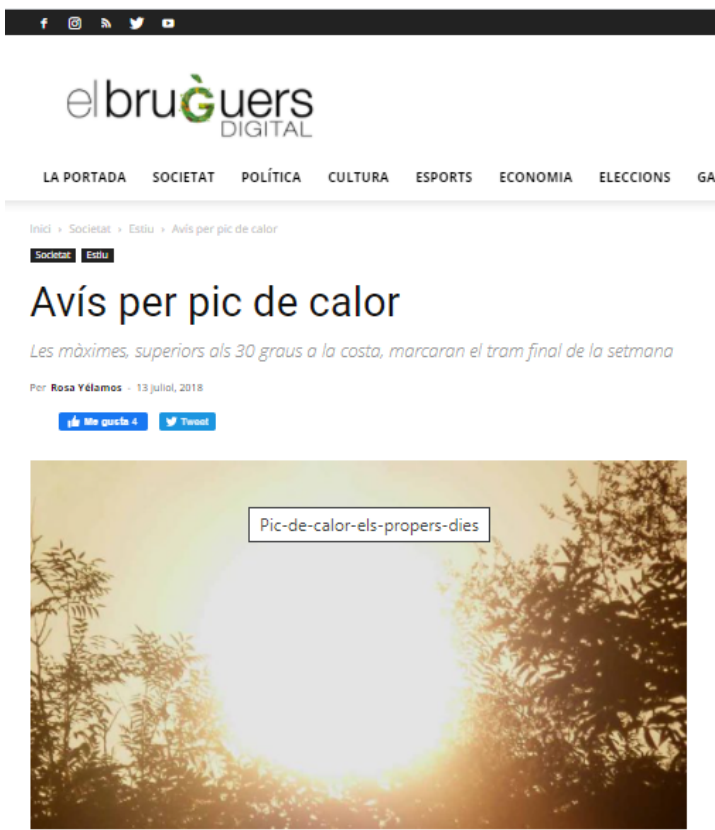 elbruguers
DIGITAL
LA PORTADA SOCIETAT POLÍTICA CULTURA ESPORTS ECONOMIA ELECCIONS GA
Inici › Societat › Estiu › Avís per pic de calor
Societat Estiu
Avís per pic de calor
Les màximes, superiors als 30 graus a la costa, marcaran el tram final de la setmana
Per Rosa Yélamos - 13 juliol, 2018
Me gusta 4 Tweet
Pic-de-calor-els-propers-dies